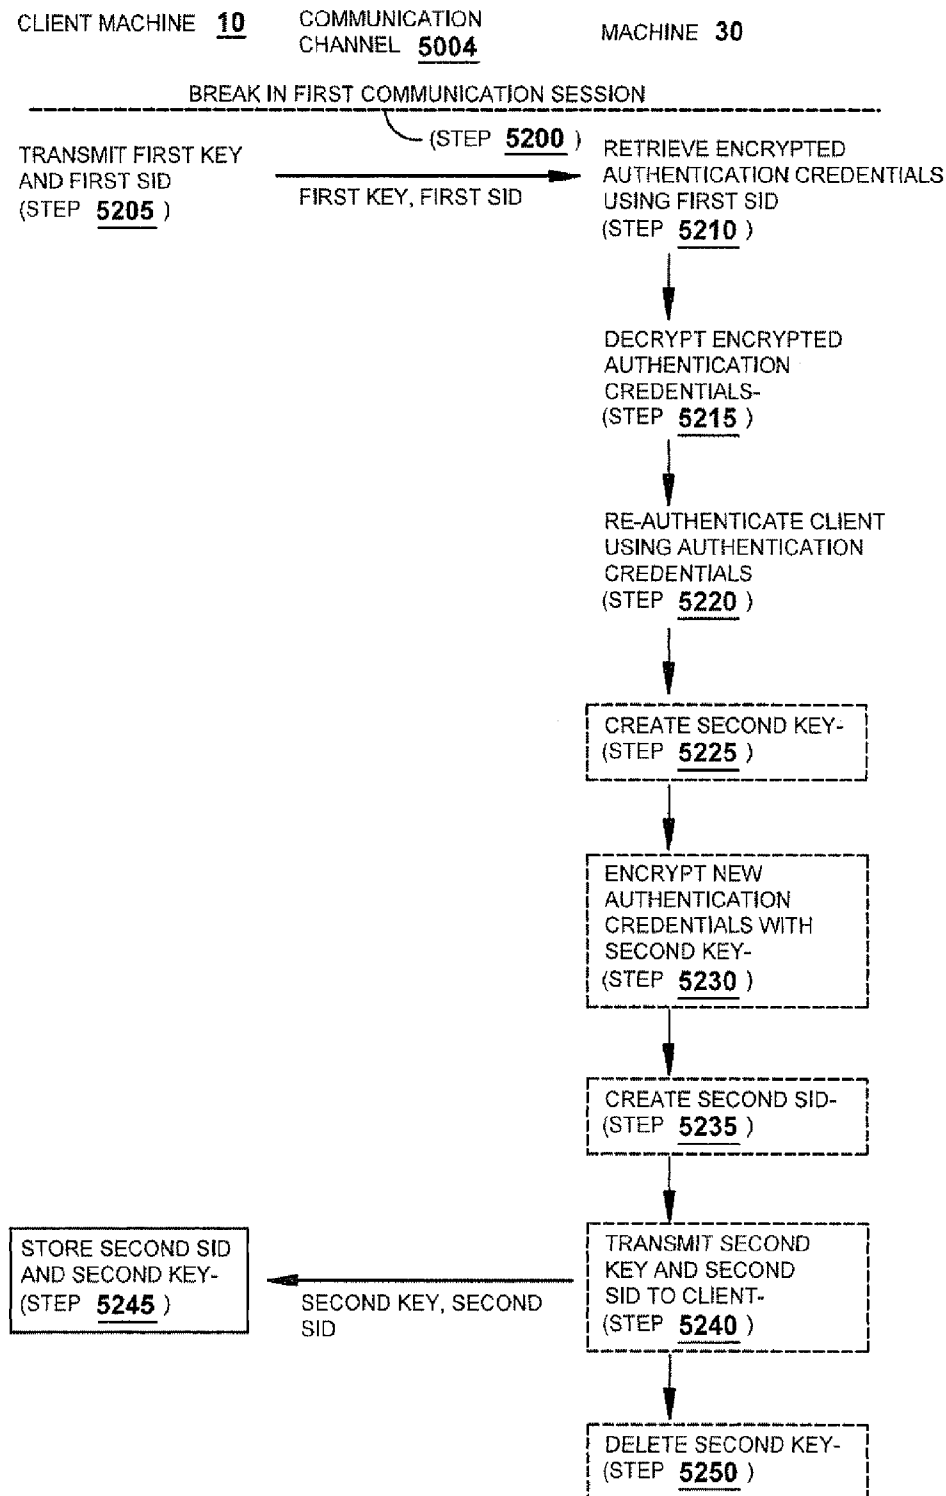 CLIENT MACHINE 10
COMMUNICATION
CHANNEL 5004
MACHINE 30
BREAK IN FIRST COMMUNICATION SESSION
(STEP 5200 )
TRANSMIT FIRST KEY
AND FIRST SID
(STEP 5205 )
FIRST KEY, FIRST SID
RETRIEVE ENCRYPTED
AUTHENTICATION CREDENTIALS
USING FIRST SID
(STEP 5210 )
DECRYPT ENCRYPTED
AUTHENTICATION
CREDENTIALS-
(STEP 5215 )
RE-AUTHENTICATE CLIENT
USING AUTHENTICATION
CREDENTIALS
(STEP 5220 )
CREATE SECOND KEY-
(STEP 5225 )
ENCRYPT NEW
AUTHENTICATION
CREDENTIALS WITH
SECOND KEY-
(STEP 5230 )
CREATE SECOND SID-
(STEP 5235 )
TRANSMIT SECOND
KEY AND SECOND
SID TO CLIENT-
(STEP 5240 )
SECOND KEY, SECOND
SID
STORE SECOND SID
AND SECOND KEY-
(STEP 5245 )
DELETE SECOND KEY-
(STEP 5250 )